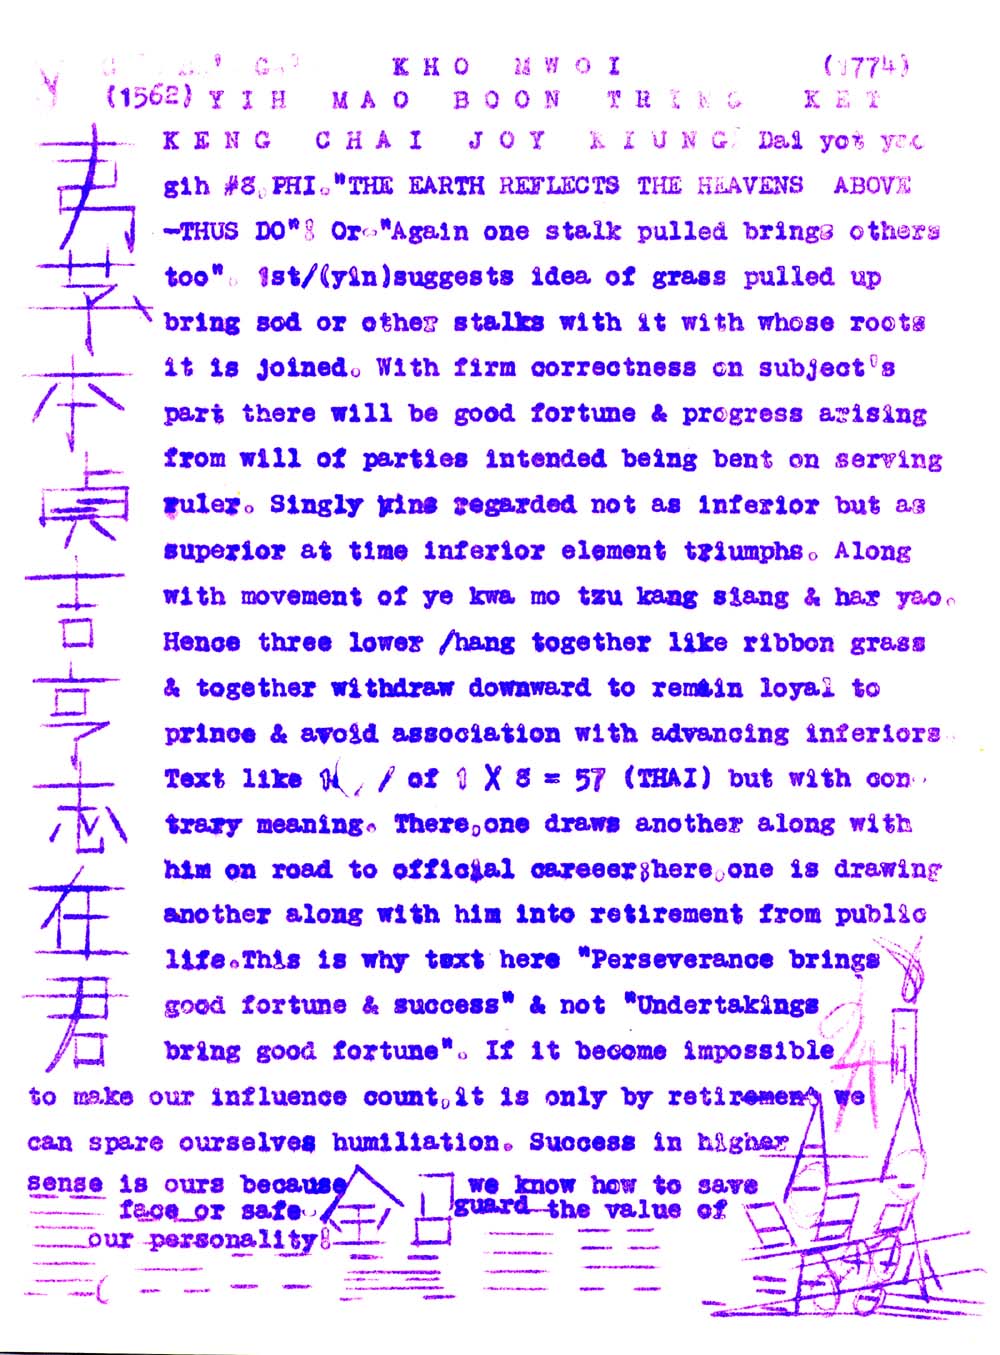 KHO MWOI (1774)
(1562) YIH MAO BOON TRING KET
KENG CHAI JOY KIUNG Dai yot yao
gih #8, PHI."THE EARTH REFLECTS THE HEAVENS ABOVE
-THUS DO"! Or."Again one stalk pulled brings others
too". 1st/(yin)suggests idea of grass pulled up
bring sod or other stalks with it with whose roots
it is joined. With firm correctness on subject's
part there will be good fortune & progress arising
from will of parties intended being bent on serving
ruler. Singly yins regarded not as inferior but as
superior at time inferior element triumphs. Along
with movement of ye kwa mo tzu kang siang & har yao.
Hence three lower /hang together like ribbon grass
& together withdraw downward to remain loyal to
prince & avoid association with advancing inferiors
Text like / of 1 X 8 = 57 (THAI) but with con-
trary meaning. There,one draws another along with
him on road to official careeer;here,one is drawing
another along with him into retirement from public
life.This is why text here "Perseverance brings
good fortune & success" & not "Undertakings
bring good fortune". If it become impossible
to make our influence count,it is only by retirement we
can spare ourselves humiliation. Success in higher
sense is ours because we know how to save
face or safe guard the value of
our personality!
茅
本
貞
吉
亨
志
在
君